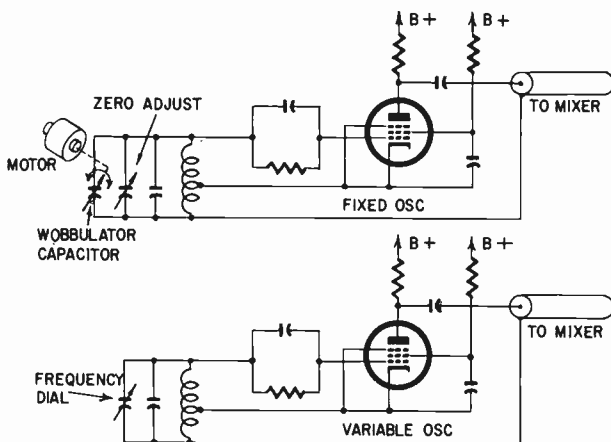 B+
B+
ZERO ADJUST
TO MIXER
MOTOR
FIXED OSC
WOBBULATOR
CAPACITOR
B+
B+
TO MIXER
FREQUENCY
DIAL
VARIABLE OSC